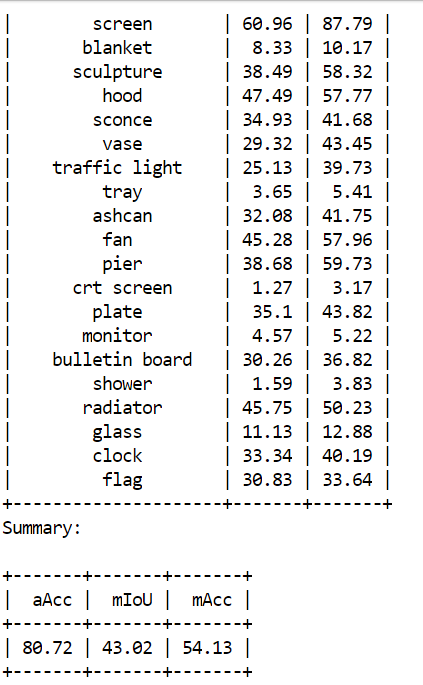 | screen | 60.96 | 87.79 |
| blanket | 8.33 | 10.17 |
| sculpture | 38.49 | 58.32 |
| hood | 47.49 | 57.77 |
| sconce | 34.93 | 41.68 |
| vase | 29.32 | 43.45 |
| traffic light | 25.13 | 39.73 |
| tray | 3.65 | 5.41 |
| ashcan | 32.08 | 41.75 |
| fan | 45.28 | 57.96 |
| pier | 38.68 | 59.73 |
| crt screen | 1.27 | 3.17 |
| plate | 35.1 | 43.82 |
| monitor | 4.57 | 5.22 |
| bulletin board | 30.26 | 36.82 |
| shower | 1.59 | 3.83 |
| radiator | 45.75 | 50.23 |
| glass | 11.13 | 12.88 |
| clock | 33.34 | 40.19 |
| flag | 30.83 | 33.64 |
+---------------------+-------+-------+
Summary:
+-------+-------+-------+
| aAcc | mIoU | mAcc |
+-------+-------+-------+
| 80.72 | 43.02 | 54.13 |
+-------+-------+-------+